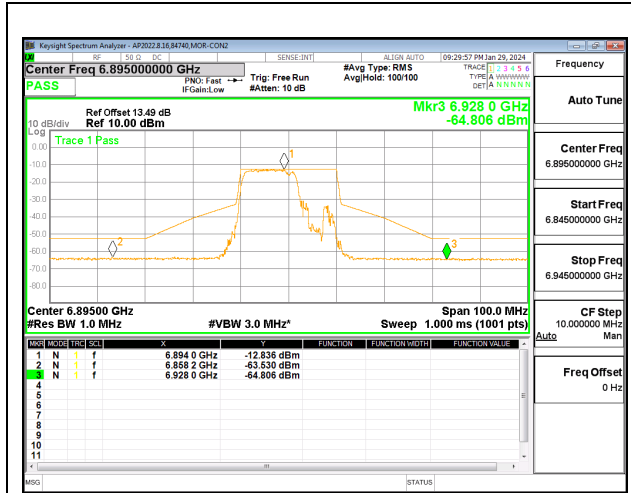 Keysight Spectrum Analyzer - AP2022.8.16,84740,MOR-CON2
RF 50 Ω DC SENSE:INT ALIGN AUTO 09:29:57 PM Jan 29, 2024
Center Freq 6.895000000 GHz
PASS
PNO: Fast
IFGain:Low
Trig: Free Run
#Atten: 10 dB
#Avg Type: RMS
Avg|Hold: 100/100
TRACE 1 2 3 4 5 6
TYPE A WWWWW
DET A NNNNN
Ref Offset 13.49 dB
Ref 10.00 dBm
10 dB/div
Log
Mkr3 6.928 0 GHz
-64.806 dBm
Trace 1 Pass
0.00
-10.0
-20.0
-30.0
-40.0
-50.0
-60.0
-70.0
-80.0
1
2
3
Center 6.89500 GHz
#Res BW 1.0 MHz
#VBW 3.0 MHz*
Span 100.0 MHz
Sweep 1.000 ms (1001 pts)
MKR MODE TRC SCL X Y FUNCTION FUNCTION WIDTH FUNCTION VALUE
1 N 1 f 6.894 0 GHz -12.836 dBm
2 N 1 f 6.858 2 GHz -63.530 dBm
3 N 1 f 6.928 0 GHz -64.806 dBm
4
5
6
7
8
9
10
11
MSG STATUS
Frequency
Auto Tune
Center Freq
6.895000000 GHz
Start Freq
6.845000000 GHz
Stop Freq
6.945000000 GHz
CF Step
10.000000 MHz
Auto Man
Freq Offset
0 Hz